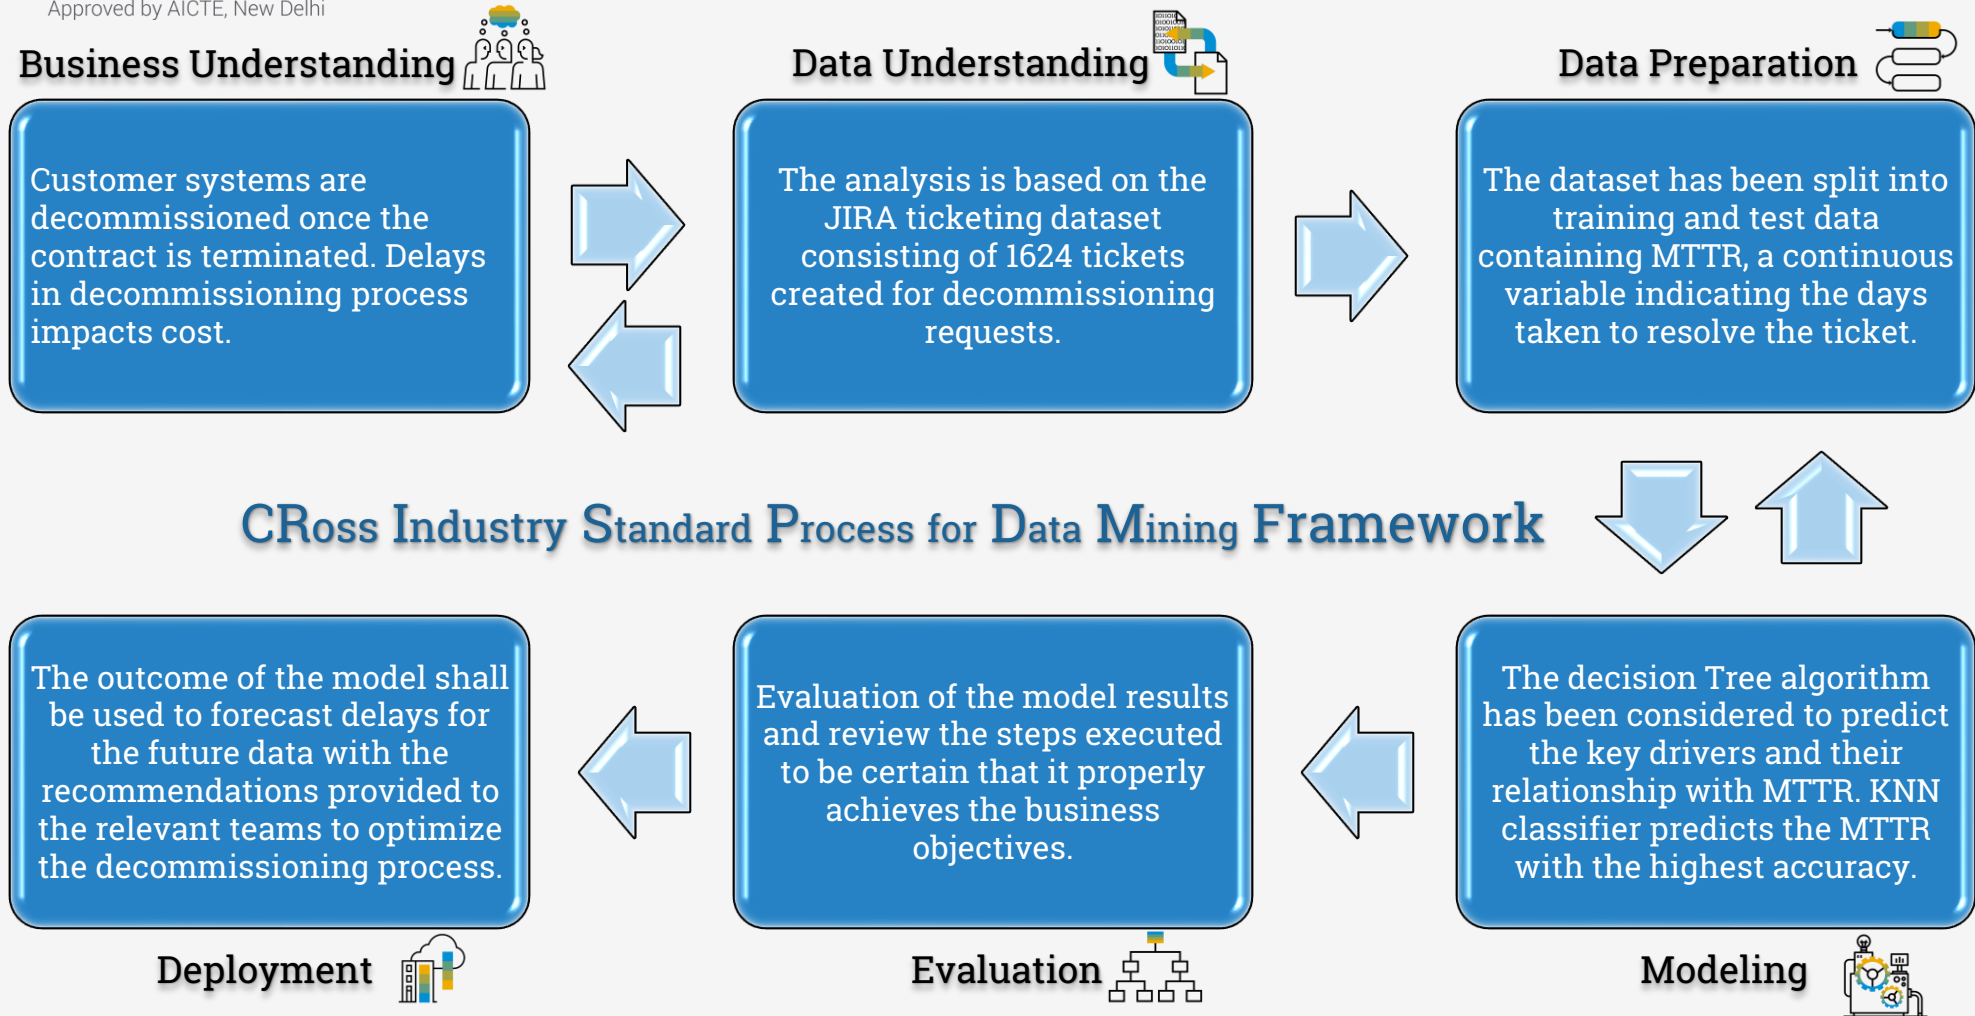 Approved by AICTE, New Delhi
Business Understanding
Customer systems are
decommissioned once the
contract is terminated. Delays
in decommissioning process
impacts cost.
Data Understanding
The analysis is based on the
JIRA ticketing dataset
consisting of 1624 tickets
created for decommissioning
requests.
Data Preparation
The dataset has been split into
training and test data
containing MTTR, a continuous
variable indicating the days
taken to resolve the ticket.
CRoss Industry Standard Process for Data Mining Framework
The decision Tree algorithm
has been considered to predict
the key drivers and their
relationship with MTTR. KNN
classifier predicts the MTTR
with the highest accuracy.
Modeling
Evaluation of the model results
and review the steps executed
to be certain that it properly
achieves the business
objectives.
Evaluation
The outcome of the model shall
be used to forecast delays for
the future data with the
recommendations provided to
the relevant teams to optimize
the decommissioning process.
Deployment